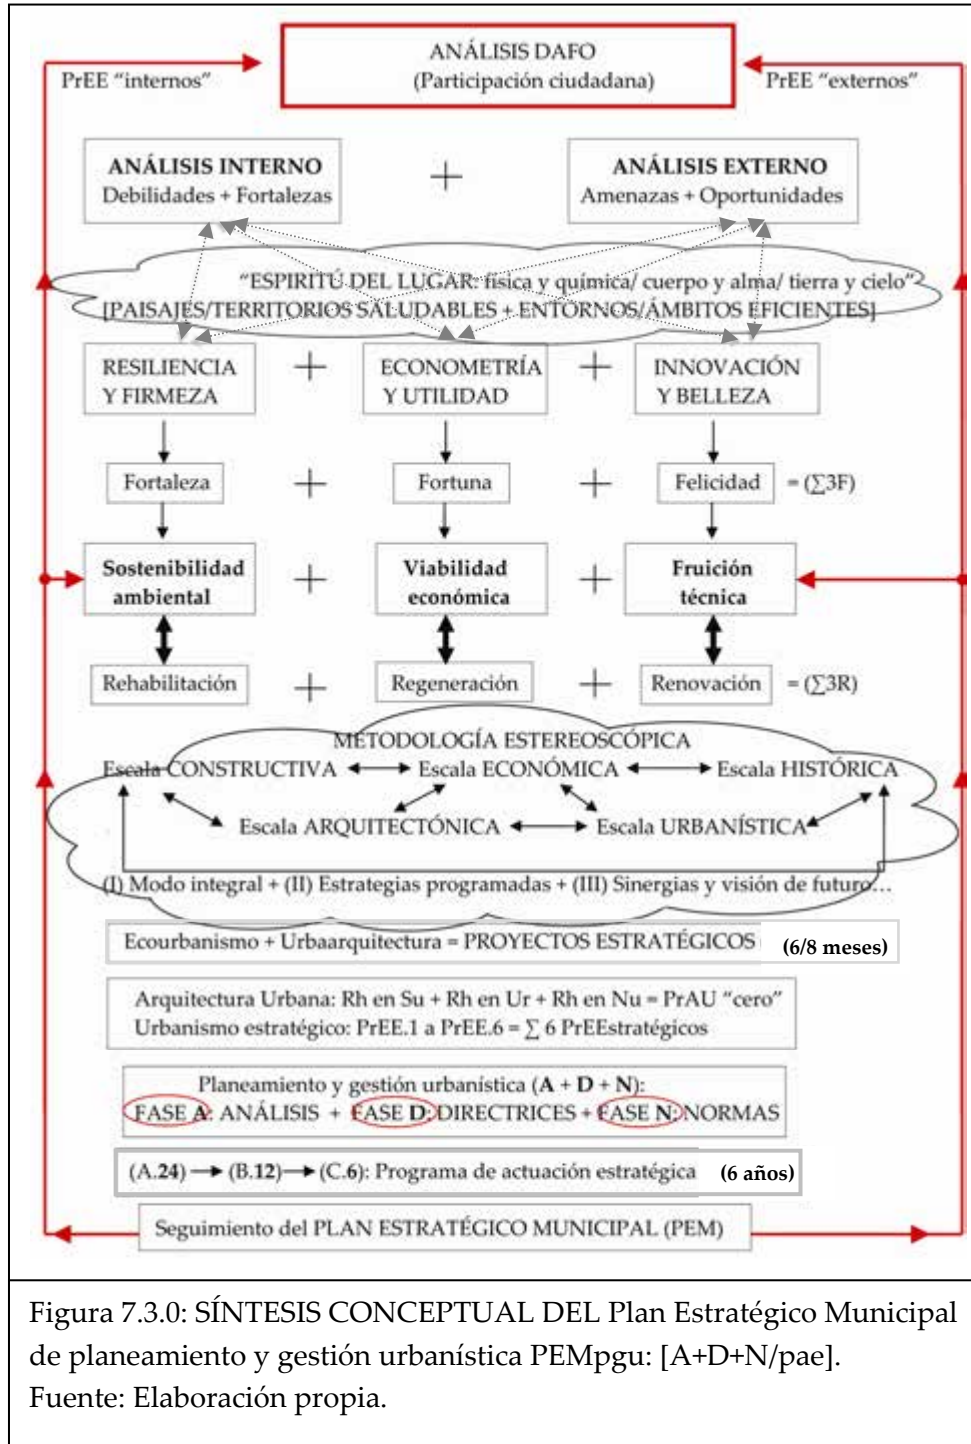 ANÁLISIS DAFO
(Participación ciudadana)
PrEE “internos”
PrEE “externos”
ANÁLISIS INTERNO
Debilidades + Fortalezas
+
ANÁLISIS EXTERNO
Amenazas + Oportunidades
“ESPIRITÚ DEL LUGAR: física y química/ cuerpo y alma/ tierra y cielo”
[PAISAJES/TERRITORIOS SALUDABLES + ENTORNOS/ÁMBITOS EFICIENTES]
RESILIENCIA
Y FIRMEZA
+
ECONOMETRÍA
Y UTILIDAD
+
INNOVACIÓN
Y BELLEZA
Fortaleza + Fortuna + Felicidad = (∑3F)
Sostenibilidad
ambiental
+
Viabilidad
económica
+
Fruición
técnica
Rehabilitación + Regeneración + Renovación = (∑3R)
METODOLOGÍA ESTEREOSCÓPICA
Escala CONSTRUCTIVA Escala ECONÓMICA Escala HISTÓRICA
Escala ARQUITECTÓNICA Escala URBANÍSTICA
(I) Modo integral + (II) Estrategias programadas + (III) Sinergias y visión de futuro…
Ecourbanismo + Urbaarquitectura = PROYECTOS ESTRATÉGICOS (6/8 meses)
Arquitectura Urbana: Rh en Su + Rh en Ur + Rh en Nu = PrAU “cero”
Urbanismo estratégico: PrEE.1 a PrEE.6 = ∑ 6 PrEEstratégicos
Planeamiento y gestión urbanística (A + D + N):
FASE A: ANÁLISIS + FASE D: DIRECTRICES + FASE N: NORMAS
(A.24) → (B.12) → (C.6): Programa de actuación estratégica (6 años)
Seguimiento del PLAN ESTRATÉGICO MUNICIPAL (PEM)
Figura 7.3.0: SÍNTESIS CONCEPTUAL DEL Plan Estratégico Municipal
de planeamiento y gestión urbanística PEMpgu: [A+D+N/pae].
Fuente: Elaboración propia.